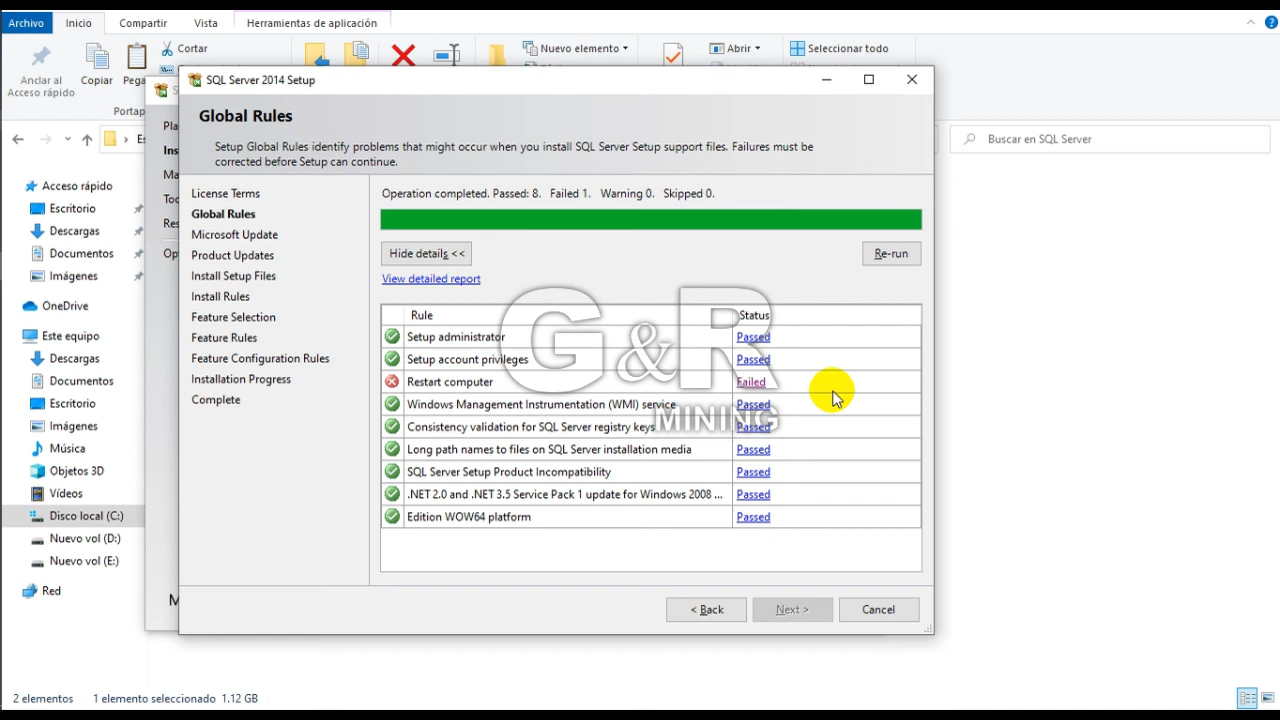 Archivo Inicio Compartir Vista Herramientas de aplicación
Cortar
Nuevo elemento
Abrir
Seleccionar todo
Anclar al
Acceso rápido
Copiar
Pega
Portap
Buscar en SQL Server
Acceso rápido
Escritorio
Descargas
Documentos
Imágenes
OneDrive
Este equipo
Descargas
Documentos
Escritorio
Imágenes
Música
Objetos 3D
Vídeos
Disco local (C:)
Nuevo vol (D:)
Nuevo vol (E:)
Red
SQL Server 2014 Setup
Global Rules
Setup Global Rules identify problems that might occur when you install SQL Server Setup support files. Failures must be
corrected before Setup can continue.
License Terms
Global Rules
Microsoft Update
Product Updates
Install Setup Files
Install Rules
Feature Selection
Feature Rules
Feature Configuration Rules
Installation Progress
Complete
Operation completed. Passed: 8. Failed 1. Warning 0. Skipped 0.
Hide details <<
Re-run
View detailed report
Rule Status
Setup administrator Passed
Setup account privileges Passed
Restart computer Failed
Windows Management Instrumentation (WMI) service Passed
Consistency validation for SQL Server registry keys Passed
Long path names to files on SQL Server installation media Passed
SQL Server Setup Product Incompatibility Passed
.NET 2.0 and .NET 3.5 Service Pack 1 update for Windows 2008 ... Passed
Edition WOW64 platform Passed
G&R
MINING
< Back Next > Cancel
2 elementos 1 elemento seleccionado 1.12 GB